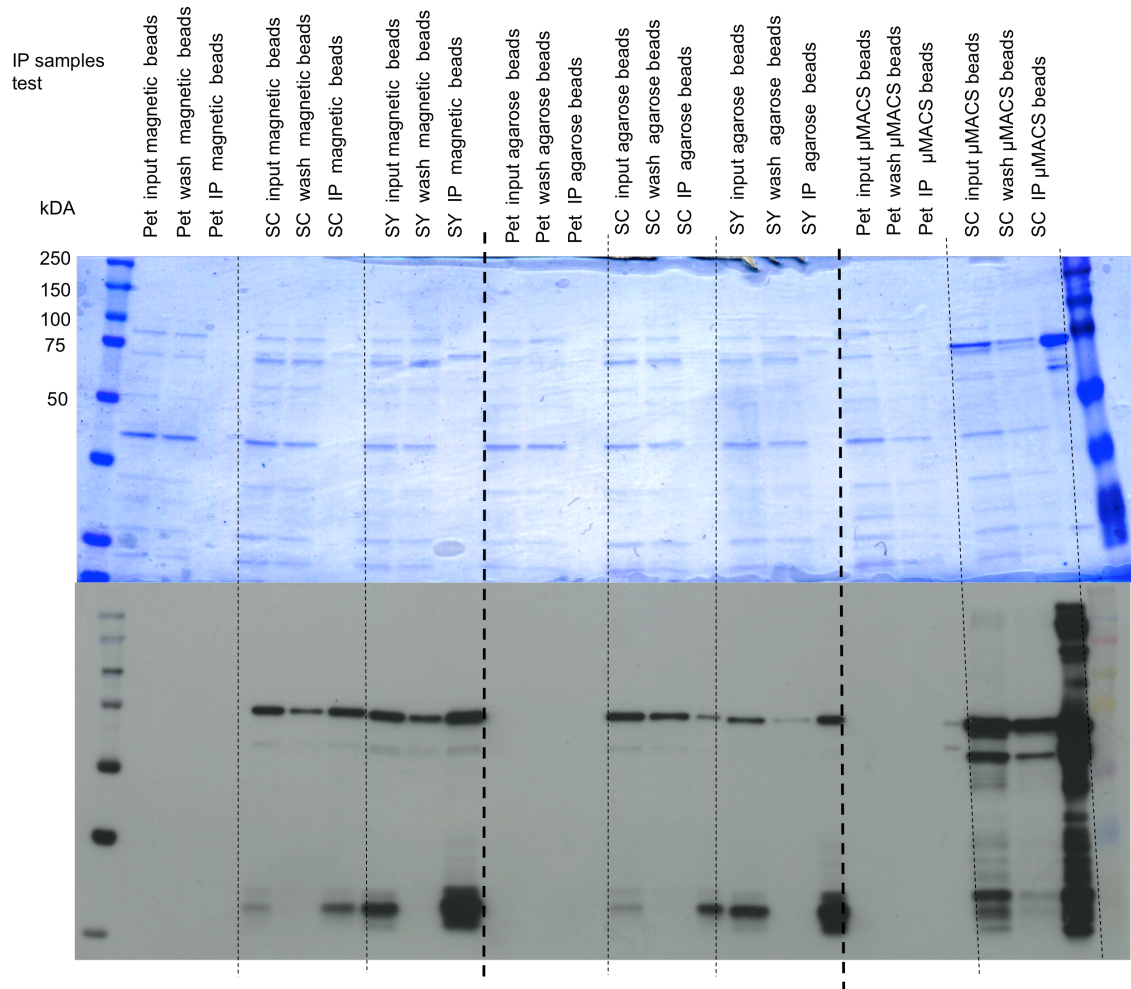 IP samples
test
kDA
Pet input magnetic beads
Pet wash magnetic beads
Pet IP magnetic beads
SC input magnetic beads
SC wash magnetic beads
SC IP magnetic beads
SY input magnetic beads
SY wash magnetic beads
SY IP magnetic beads
Pet input agarose beads
Pet wash agarose beads
Pet IP agarose beads
SC input agarose beads
SC wash agarose beads
SC IP agarose beads
SY input agarose beads
SY wash agarose beads
SY IP agarose beads
Pet input µMACS beads
Pet wash µMACS beads
Pet IP µMACS beads
SC input µMACS beads
SC wash µMACS beads
SC IP µMACS beads
250
150
100
75
50